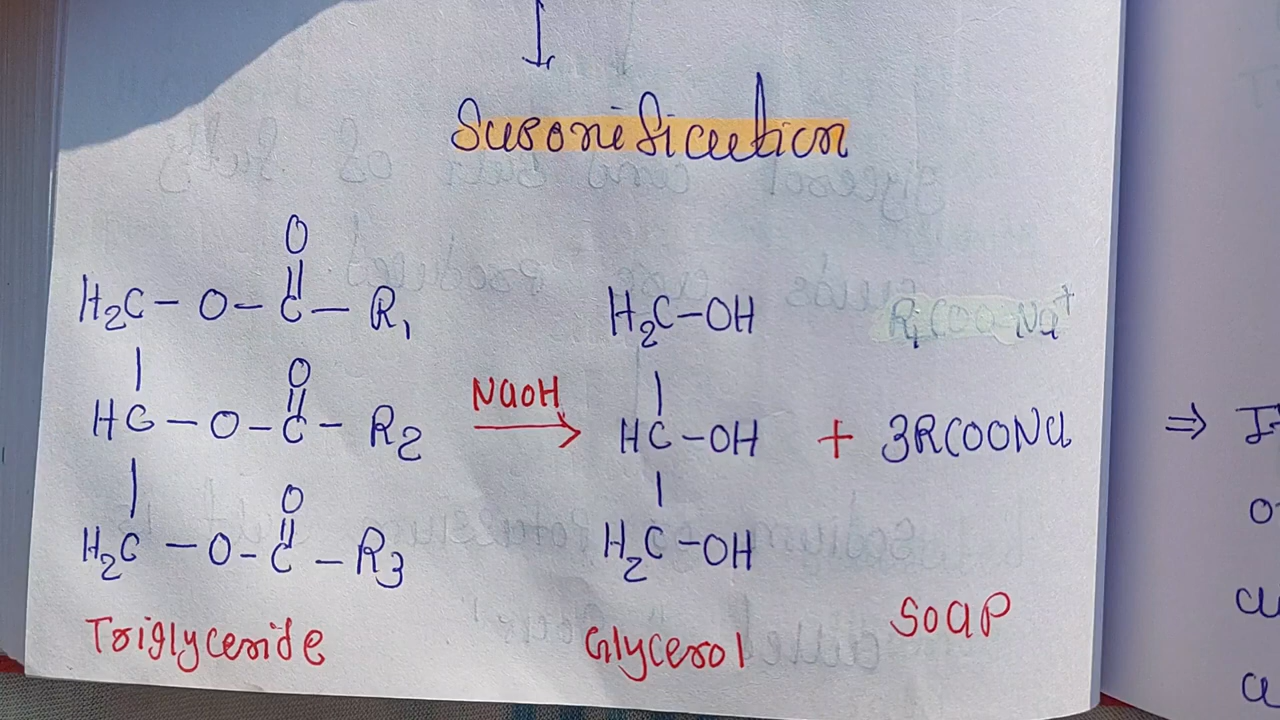 Saponification
O
||
H₂C – O – C – R₁
|
O
||
HC – O – C – R₂
|
O
||
H₂C – O – C – R₃
Triglyceride
NaOH
→
H₂C – OH
|
HC – OH
|
H₂C – OH
Glycerol
+
R₁COO Na⁺
3RCOONa
SOAP
⇒